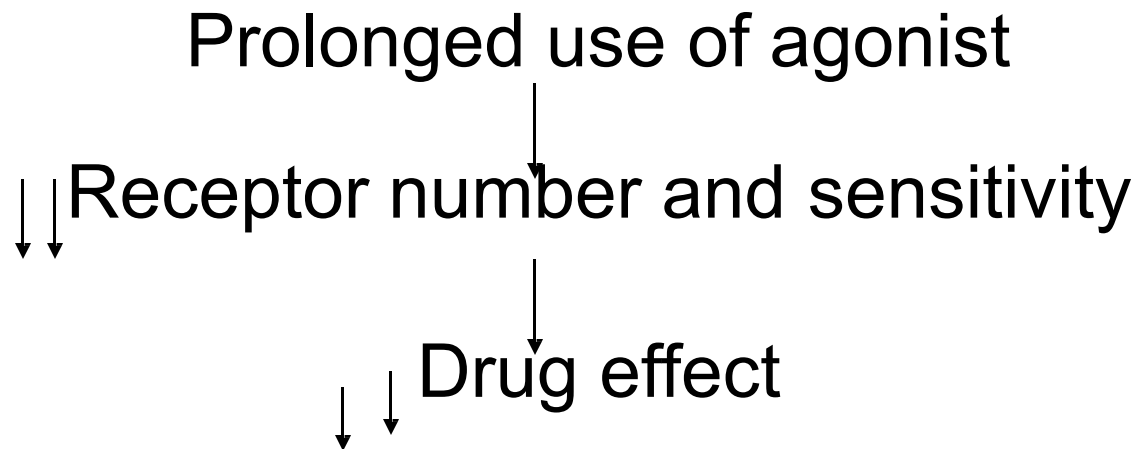 Prolonged use of agonist
Receptor number and sensitivity
Drug effect